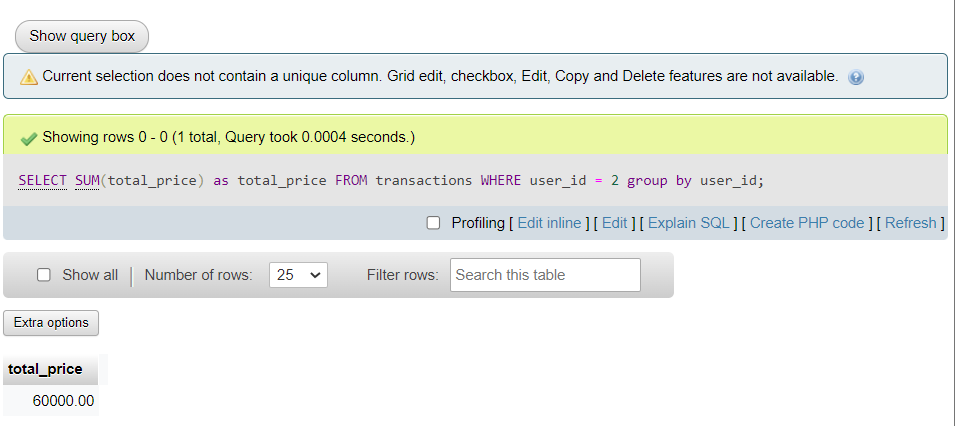 Show query box
Current selection does not contain a unique column. Grid edit, checkbox, Edit, Copy and Delete features are not available.
Showing rows 0 - 0 (1 total, Query took 0.0004 seconds.)
SELECT SUM(total_price) as total_price FROM transactions WHERE user_id = 2 group by user_id;
Profiling [ Edit inline ] [ Edit ] [ Explain SQL ] [ Create PHP code ] [ Refresh ]
Show all | Number of rows: 25 Filter rows: Search this table
Extra options
total_price
60000.00